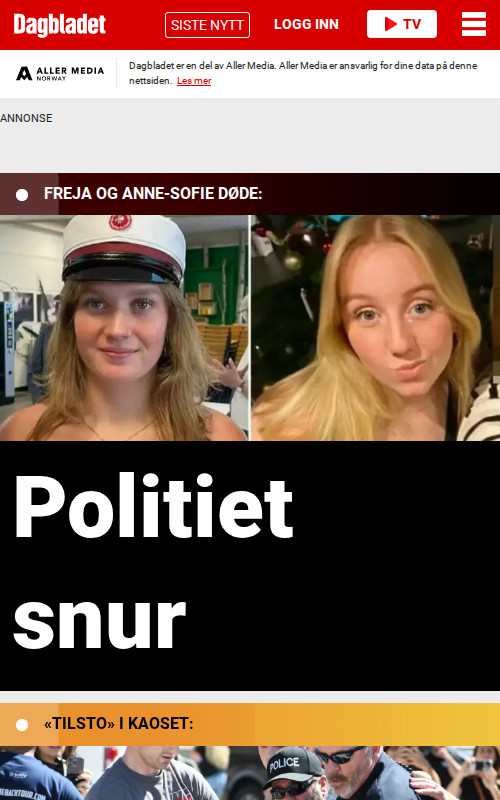 Dagbladet
SISTE NYTT
LOGG INN
TV
ALLER MEDIA
NORWAY
Dagbladet er en del av Aller Media. Aller Media er ansvarlig for dine data på denne
nettsiden. Les mer
ANNONSE
FREJA OG ANNE-SOFIE DØDE:
Politiet
snur
«TILSTO» I KAOSET:
POLICE
EBACKTOUR.COM